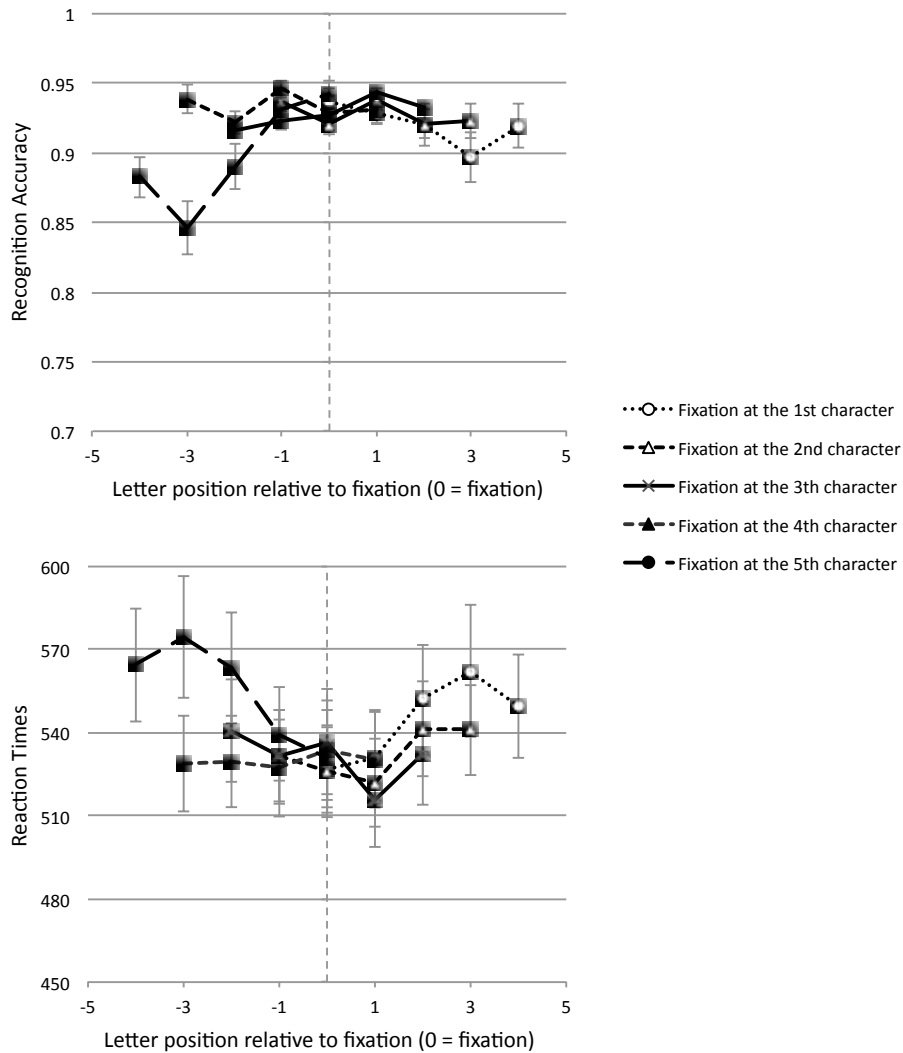 1
0.95
0.9
0.85
0.8
0.75
0.7
-5 -3 -1 1 3 5
Recognition Accuracy
Letter position relative to fixation (0 = fixation)
Fixation at the 1st character
Fixation at the 2nd character
Fixation at the 3th character
Fixation at the 4th character
Fixation at the 5th character
600
570
540
510
480
450
-5 -3 -1 1 3 5
Reaction Times
Letter position relative to fixation (0 = fixation)